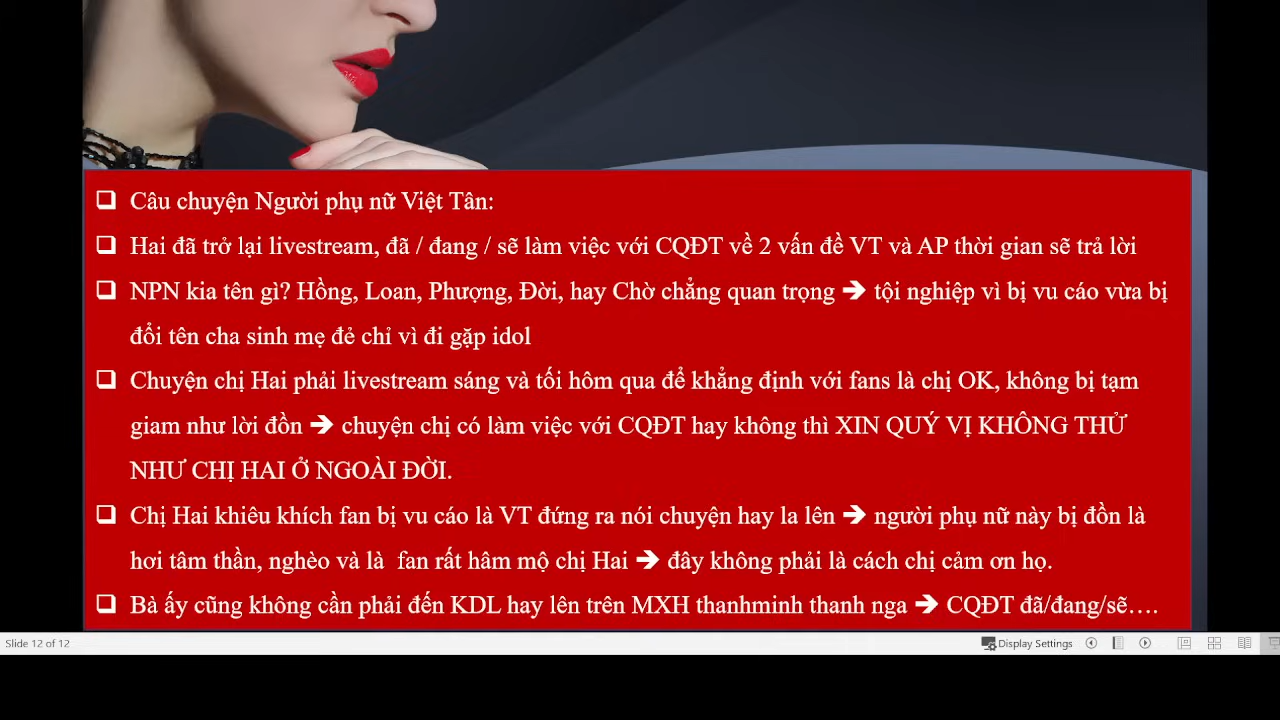 ❑ Câu chuyện Người phụ nữ Việt Tân:
❑ Hai đã trở lại livestream, đã / đang / sẽ làm việc với CQĐT về 2 vấn đề VT và AP thời gian sẽ trả lời
❑ NPN kia tên gì? Hồng, Loan, Phượng, Đời, hay Chờ chẳng quan trọng ➔ tội nghiệp vì bị vu cáo vừa bị
đổi tên cha sinh mẹ đẻ chỉ vì đi gặp idol
❑ Chuyện chị Hai phải livestream sáng và tối hôm qua để khẳng định với fans là chị OK, không bị tạm
giam như lời đồn ➔ chuyện chị có làm việc với CQĐT hay không thì XIN QUÝ VỊ KHÔNG THỬ
NHƯ CHỊ HAI Ở NGOÀI ĐỜI.
❑ Chị Hai khiêu khích fan bị vu cáo là VT đứng ra nói chuyện hay la lên ➔ người phụ nữ này bị đồn là
hơi tâm thần, nghèo và là fan rất hâm mộ chị Hai ➔ đây không phải là cách chị cảm ơn họ.
❑ Bà ấy cũng không cần phải đến KDL hay lên trên MXH thanhminh thanh nga ➔ CQĐT đã/đang/sẽ….
Slide 12 of 12 Display Settings